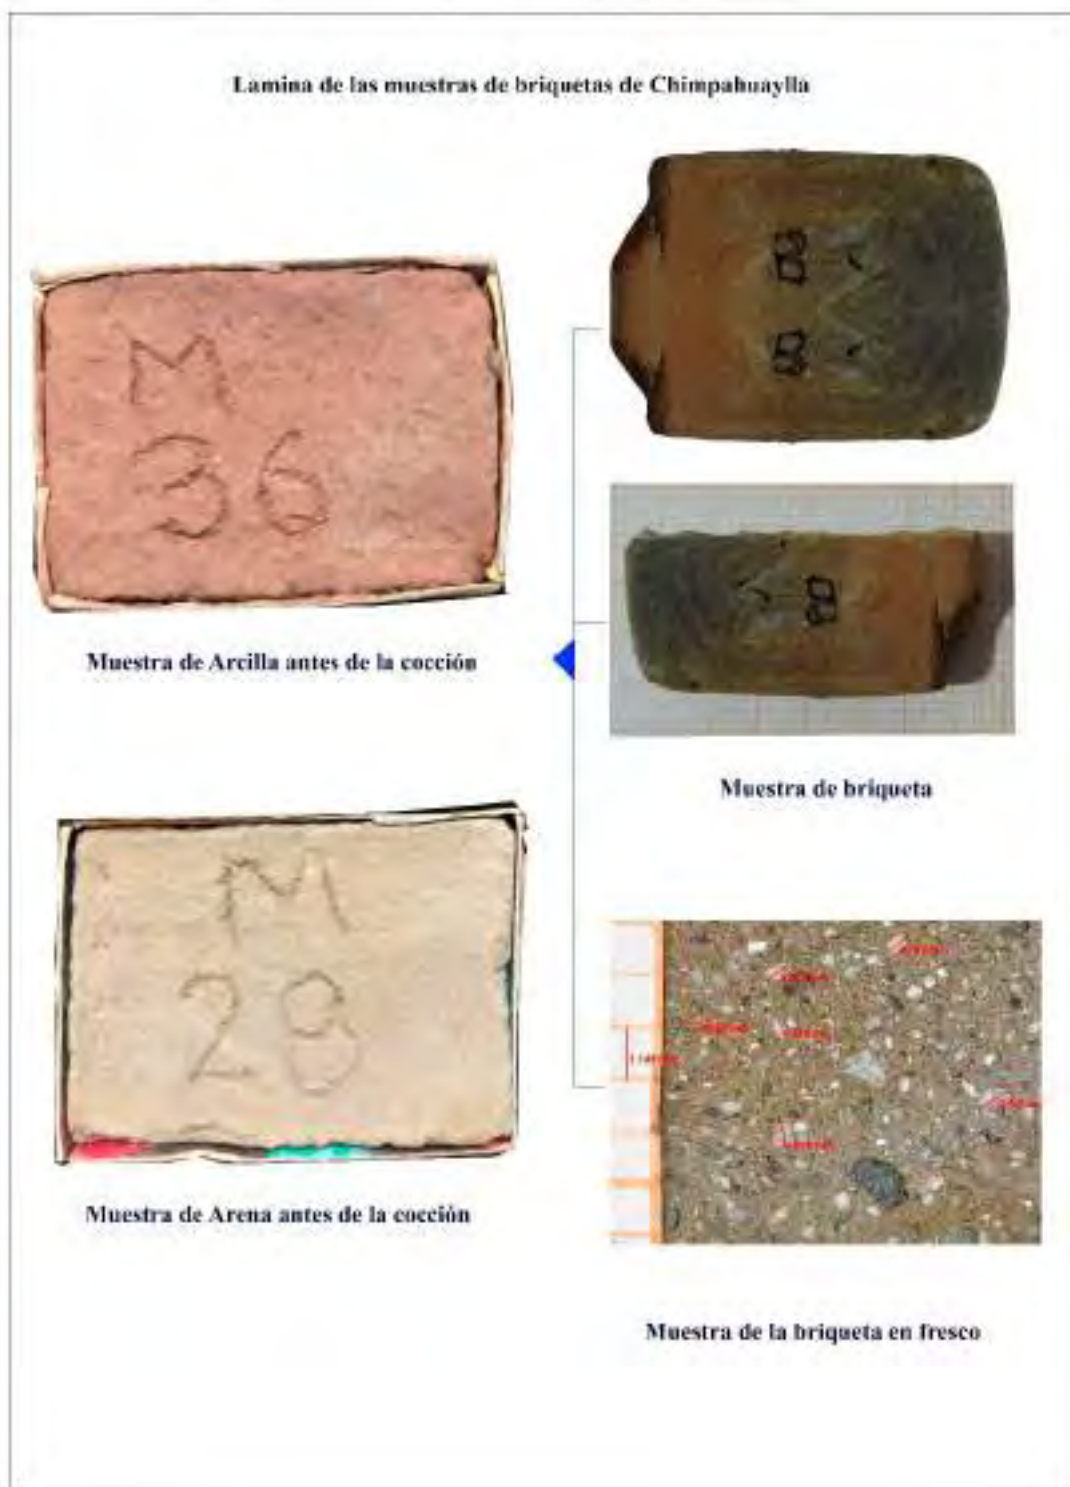 Lamina de las muestras de briquetas de Chimpahuaylla
M
36
Muestra de Arcilla antes de la cocción
Muestra de briqueta
M
28
Muestra de Arena antes de la cocción
Muestra de la briqueta en fresco